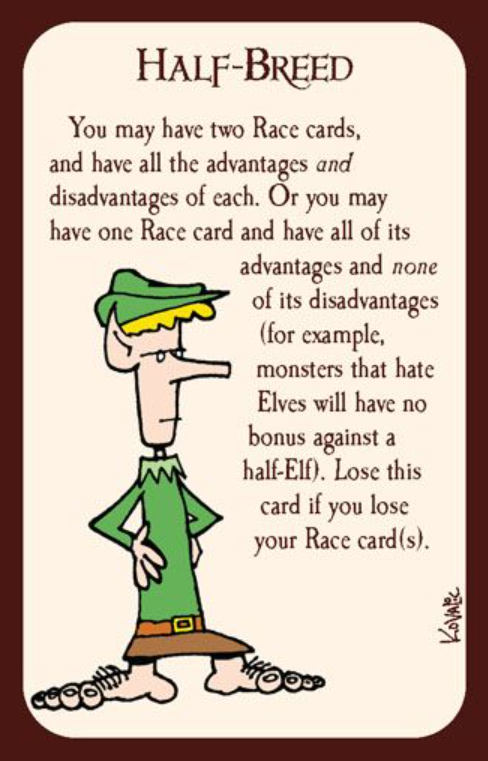 HALF-BREED
You may have two Race cards,
and have all the advantages and
disadvantages of each. Or you may
have one Race card and have all of its
advantages and none
of its disadvantages
(for example,
monsters that hate
Elves will have no
bonus against a
half-Elf). Lose this
card if you lose
your Race card(s).
KOVALIC